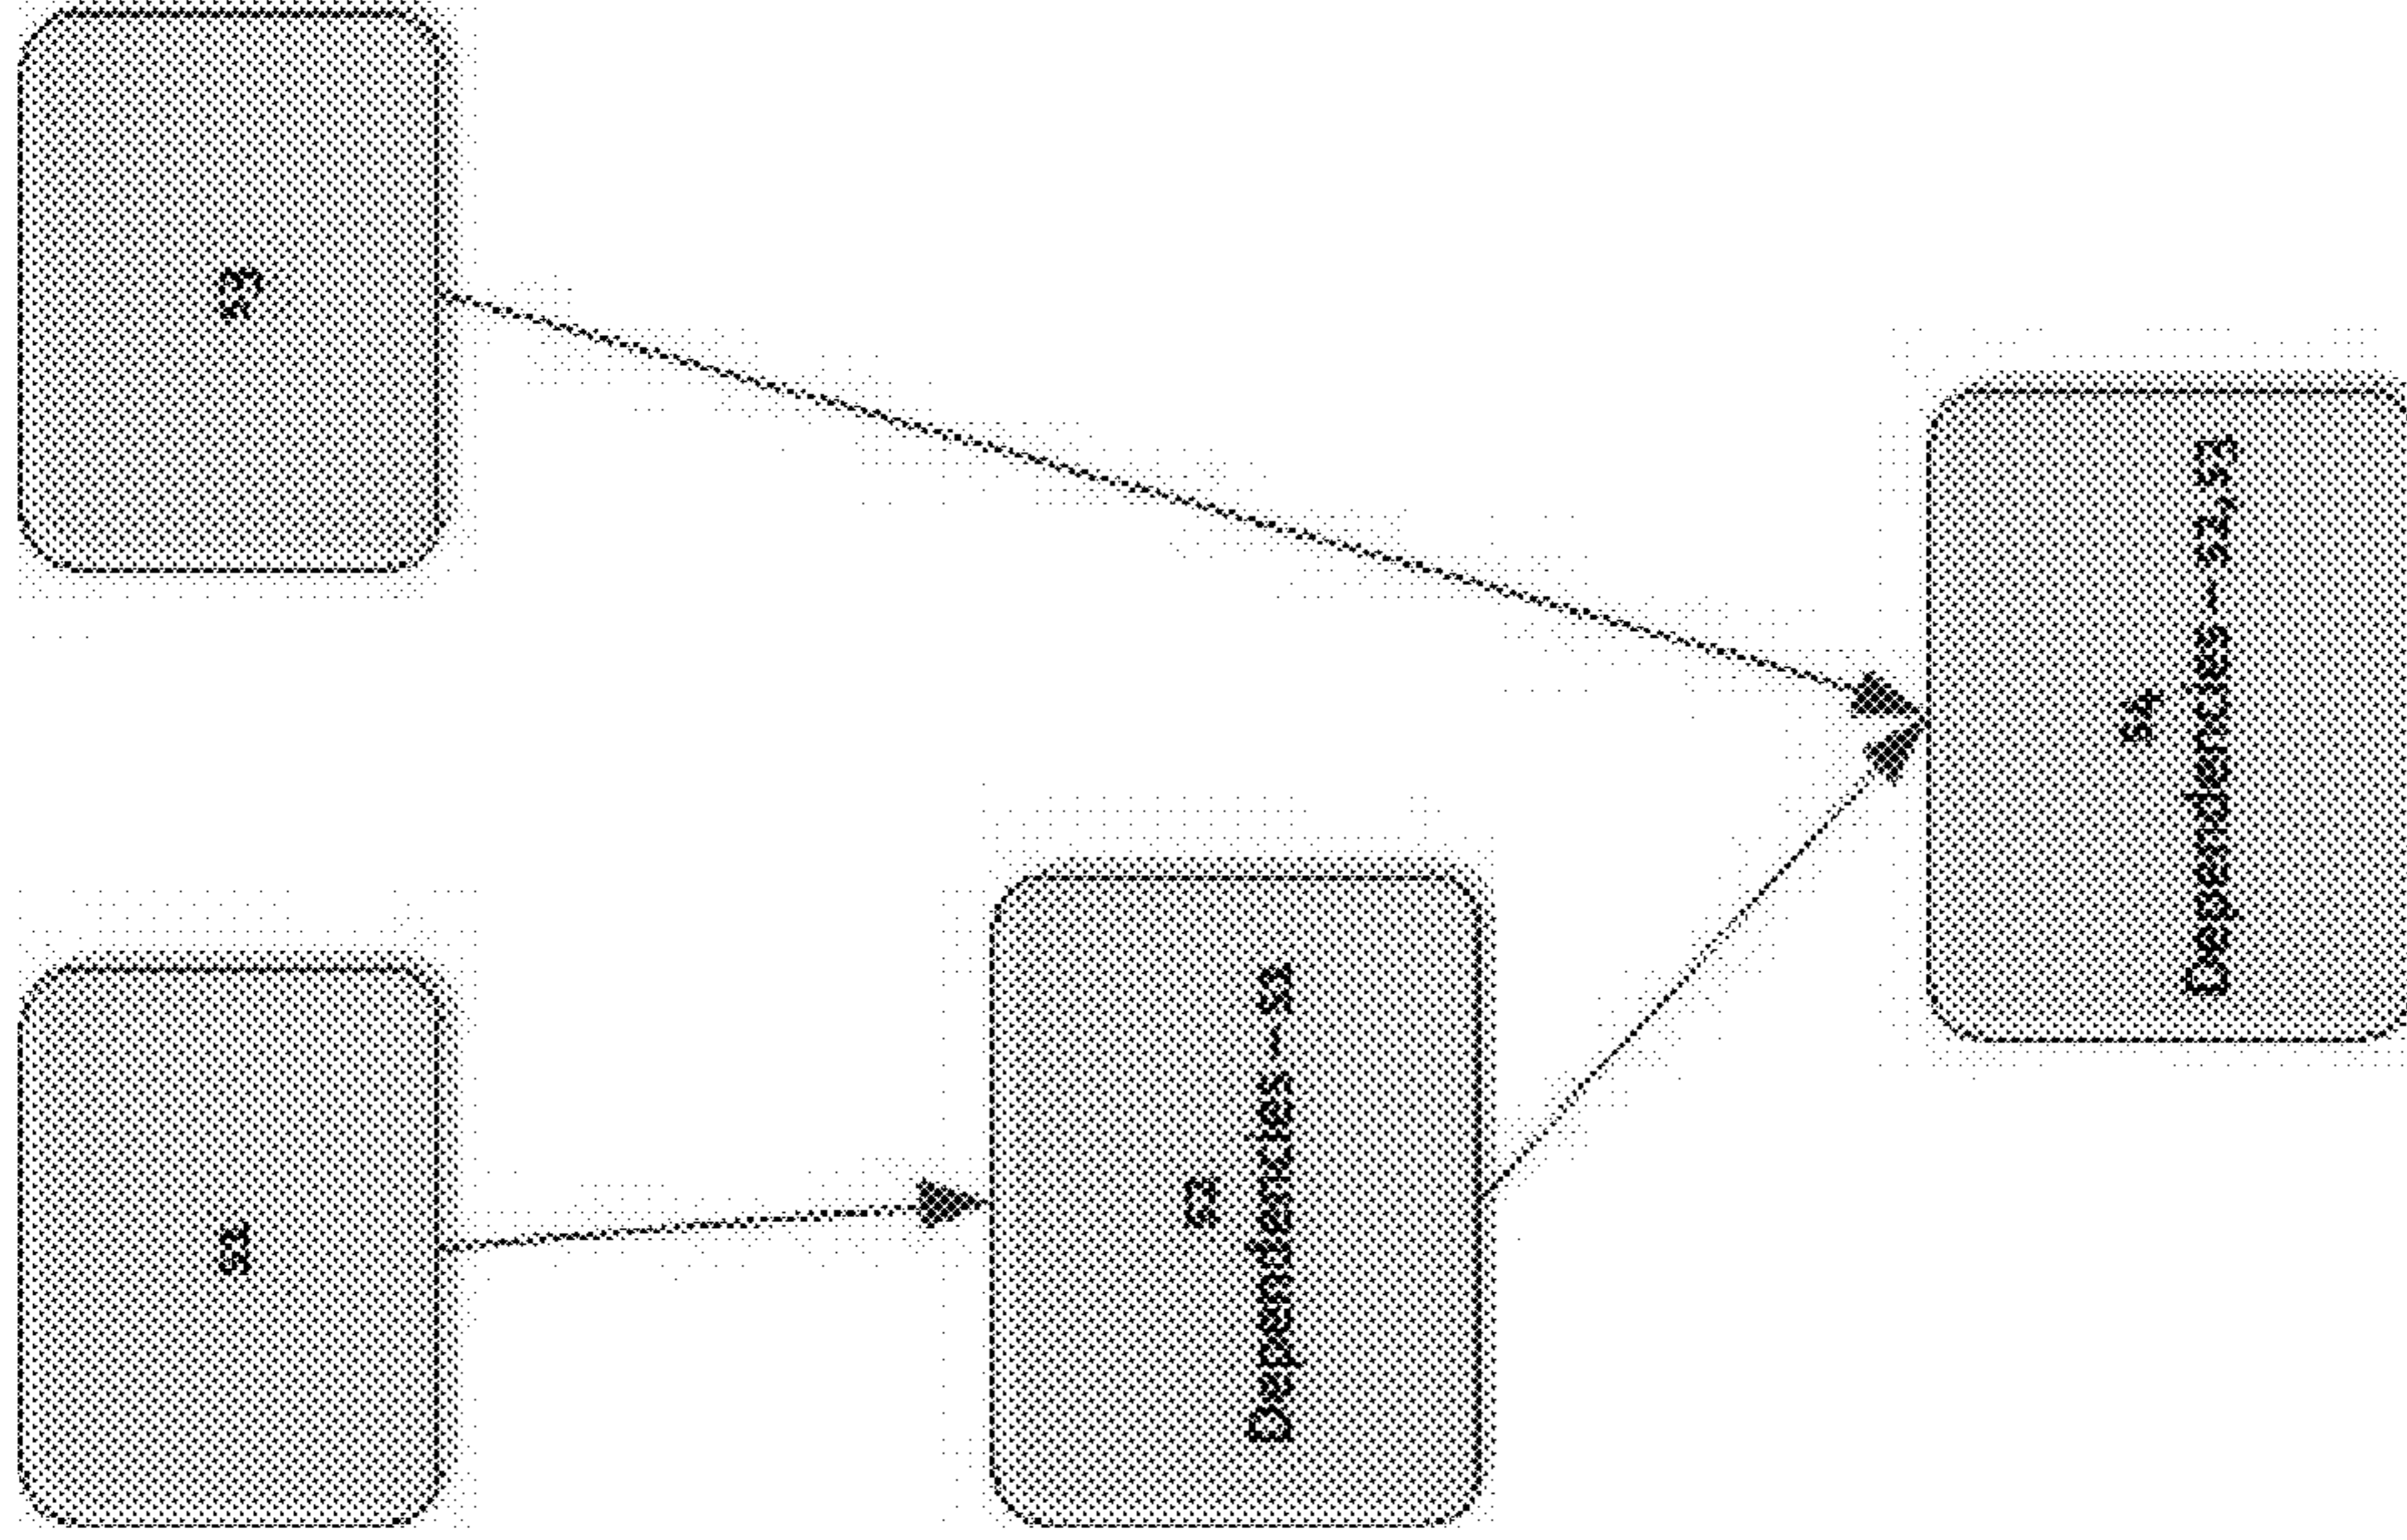 S1
S3
S2
Dependencies – S1
S4
Dependencies – S2,S3